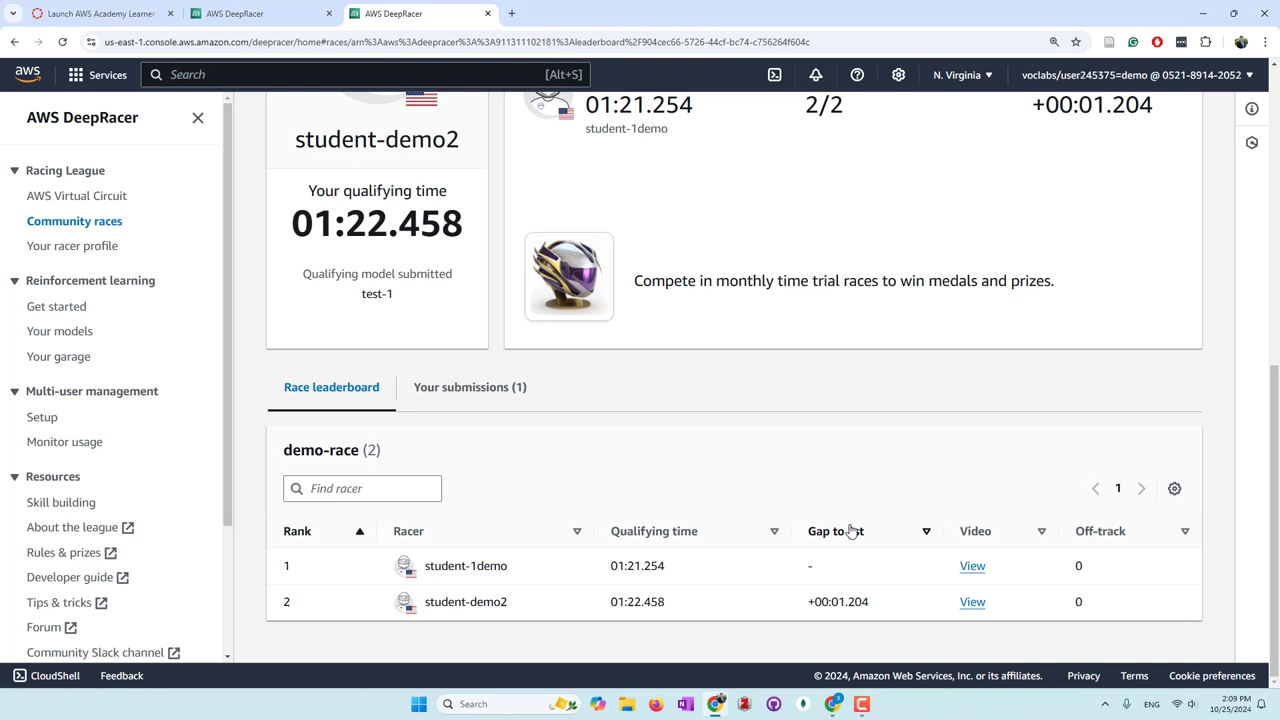 Launch AWS Academy Learner
AWS DeepRacer
AWS DeepRacer
us-east-1.console.aws.amazon.com/deepracer/home#races/arn%3Aaws%3Adeepracer%3A%3A911311102181%3Aleaderboard%2F904cec66-5726-44cf-bc74-c756264f604c
aws
Services
Search
[Alt+S]
N. Virginia
voclabs/user245375=demo @ 0521-8914-2052
AWS DeepRacer
Racing League
AWS Virtual Circuit
Community races
Your racer profile
Reinforcement learning
Get started
Your models
Your garage
Multi-user management
Setup
Monitor usage
Resources
Skill building
About the league
Rules & prizes
Developer guide
Tips & tricks
Forum
Community Slack channel
student-demo2
Your qualifying time
01:22.458
Qualifying model submitted
test-1
01:21.254 2/2 +00:01.204
student-1demo
Compete in monthly time trial races to win medals and prizes.
Race leaderboard
Your submissions (1)
demo-race (2)
Find racer
1
Rank Racer Qualifying time Gap to 1st Video Off-track
1 student-1demo 01:21.254 - View 0
2 student-demo2 01:22.458 +00:01.204 View 0
CloudShell Feedback
© 2024, Amazon Web Services, Inc. or its affiliates. Privacy Terms Cookie preferences
Search
ENG
2:09 PM
10/25/2024